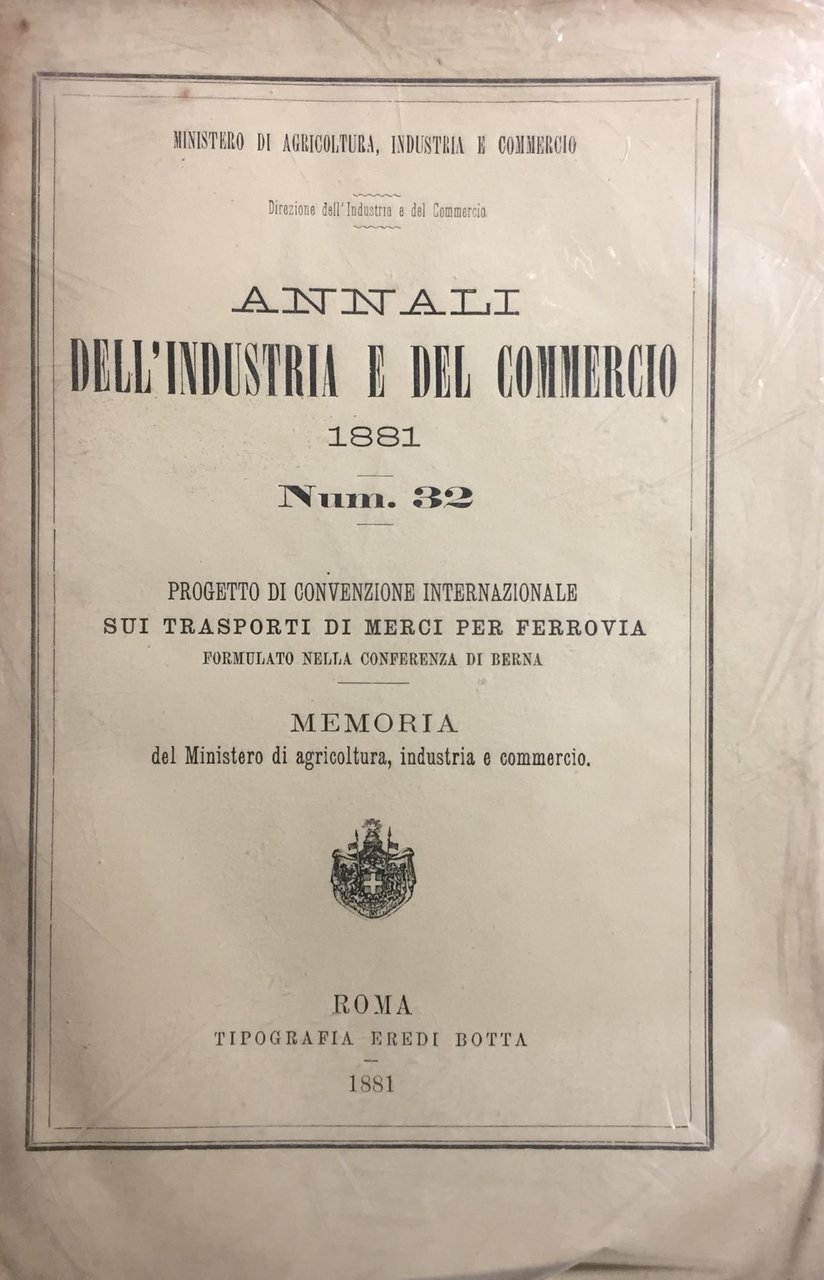 MINISTERO DI AGRICOLTURA, INDUSTRIA E COMMERCIO
Direzione dell'Industria e del Commercio
ANNALI
DELL'INDUSTRIA E DEL COMMERCIO
1881
Num. 32
PROGETTO DI CONVENZIONE INTERNAZIONALE
SUI TRASPORTI DI MERCI PER FERROVIA
FORMULATO NELLA CONFERENZA DI BERNA
MEMORIA
del Ministero di agricoltura, industria e commercio.
ROMA
TIPOGRAFIA EREDI BOTTA
1881